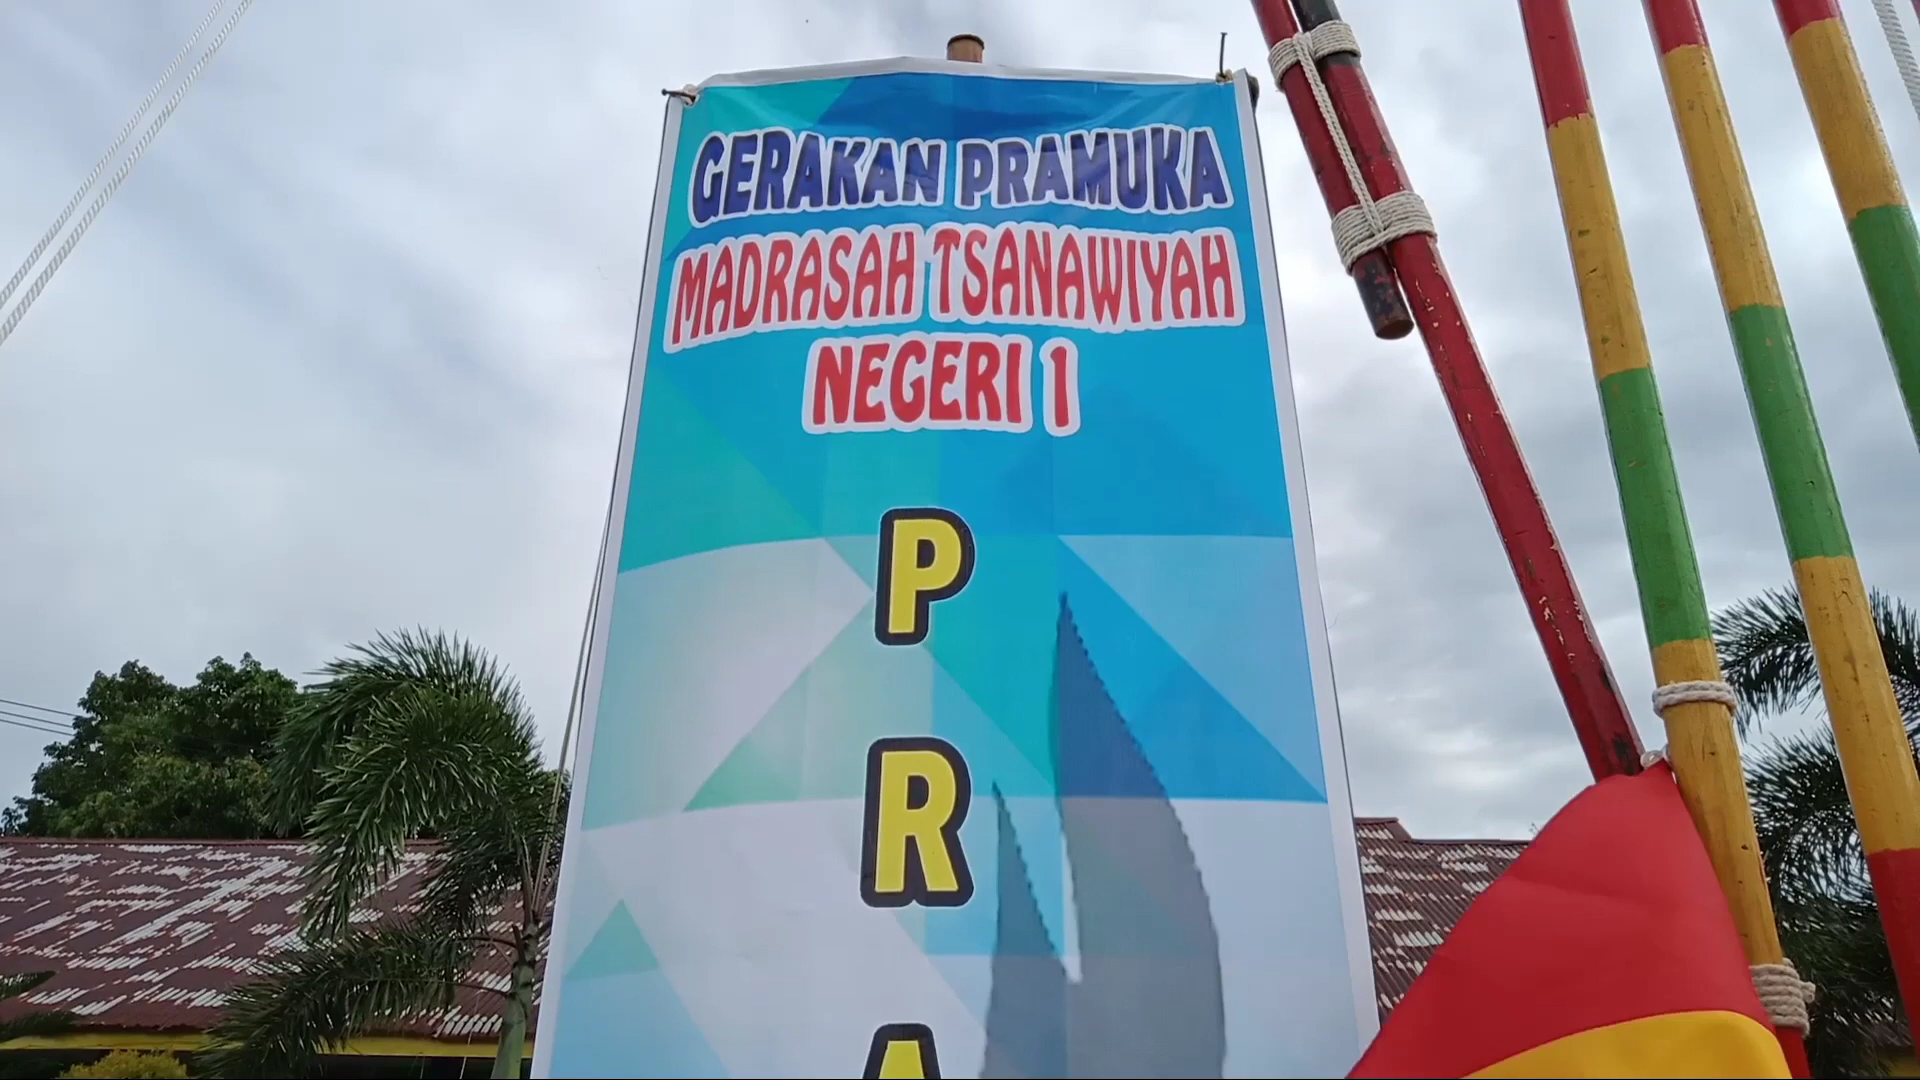 GERAKAN PRAMUKA
MADRASAH TSANAWIYAH
NEGERI 1
P
R
A